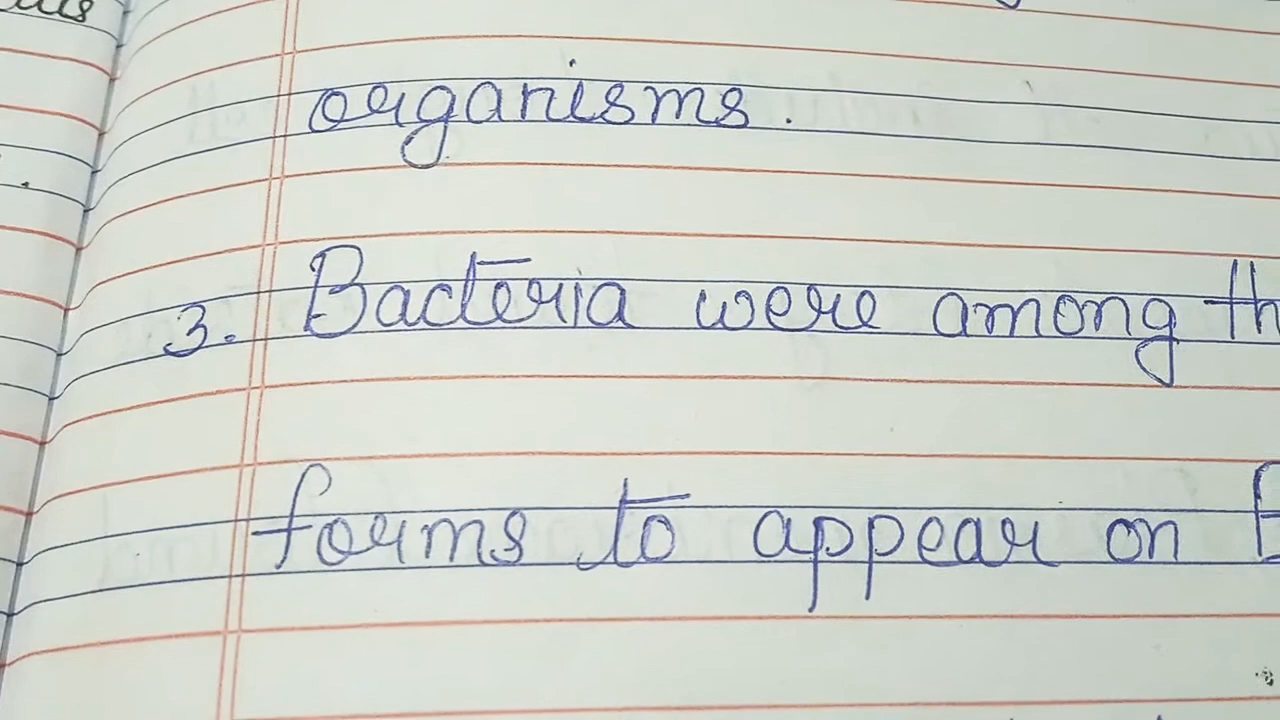 organisms.
3. Bacteria were among
forms to appear on